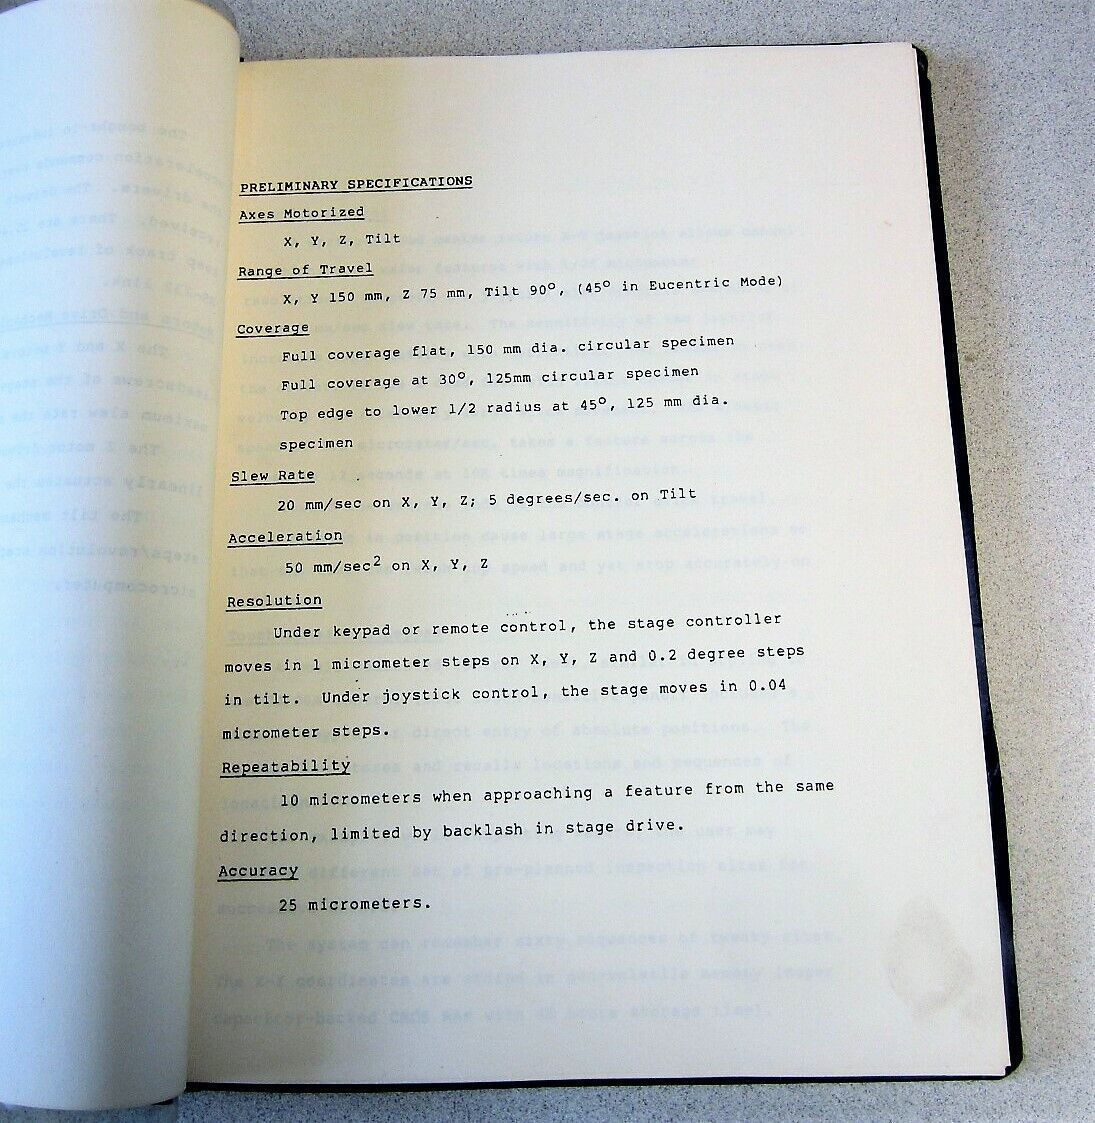 PRELIMINARY SPECIFICATIONS
Axes Motorized
X, Y, Z, Tilt
Range of Travel
X, Y 150 mm, Z 75 mm, Tilt 90°, (45° in Eucentric Mode)
Coverage
Full coverage flat, 150 mm dia. circular specimen
Full coverage at 30°, 125mm circular specimen
Top edge to lower 1/2 radius at 45°, 125 mm dia.
specimen
Slew Rate
20 mm/sec on X, Y, Z; 5 degrees/sec. on Tilt
Acceleration
50 mm/sec² on X, Y, Z
Resolution
Under keypad or remote control, the stage controller
moves in 1 micrometer steps on X, Y, Z and 0.2 degree steps
in tilt. Under joystick control, the stage moves in 0.04
micrometer steps.
Repeatability
10 micrometers when approaching a feature from the same
direction, limited by backlash in stage drive.
Accuracy
25 micrometers.